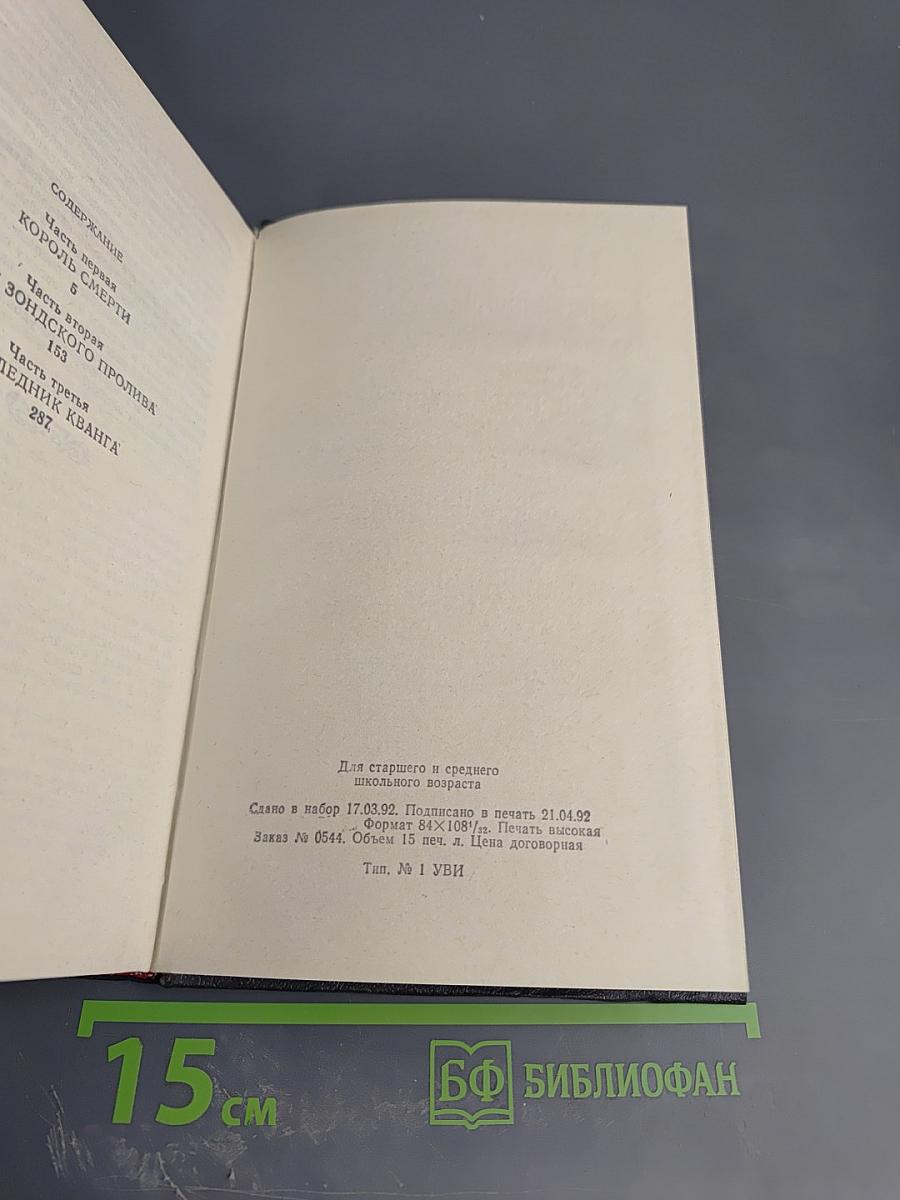 СОДЕРЖАНИЕ
Часть первая
КОРОЛЬ СМЕРТИ
5
Часть вторая
ЗОНДСКОГО ПРОЛИВА
153
Часть третья
ЛЕДНИК КВАНГА
287
Для старшего и среднего
школьного возраста
Сдано в набор 17.03.92. Подписано в печать 21.04.92
Формат 84×108¹/₃₂. Печать высокая
Заказ № 0544. Объем 15 печ. л. Цена договорная
Тип. № 1 УВИ
15 см
БФ БИБЛИОФАН